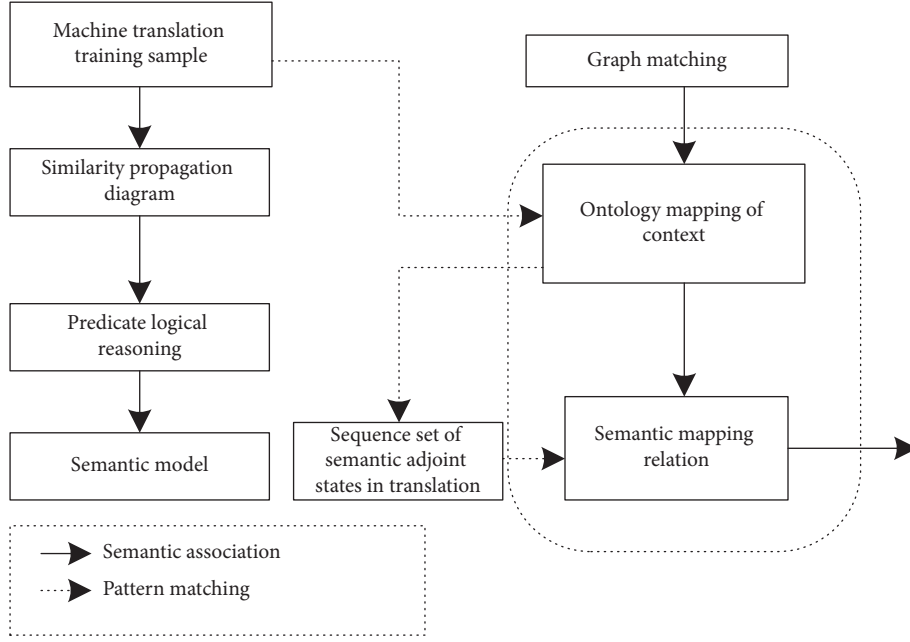 Machine translation
training sample
Graph matching
Similarity propagation
diagram
Ontology mapping of
context
Predicate logical
reasoning
Semantic model
Sequence set of
semantic adjoint
states in translation
Semantic mapping
relation
Semantic association
Pattern matching